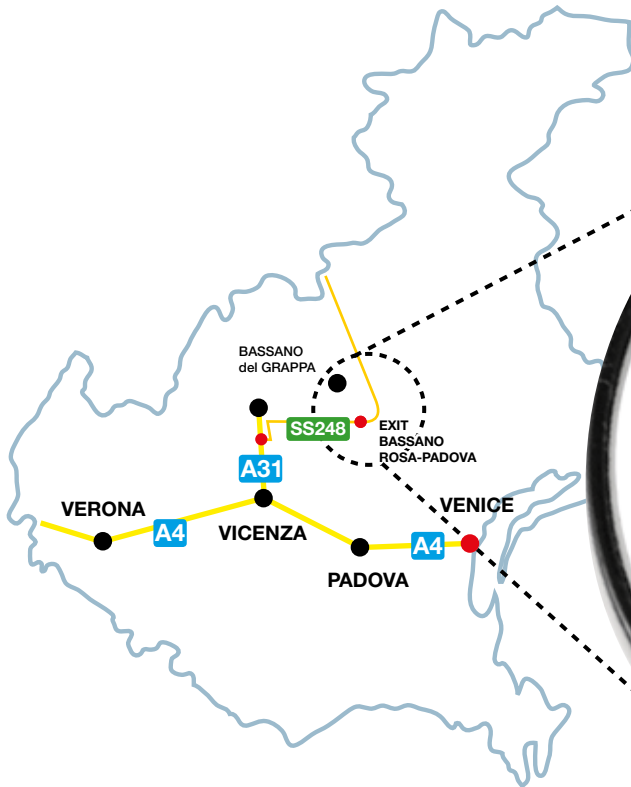 BASSANO
del GRAPPA
SS248
EXIT
BASSANO
ROSA-PADOVA
A31
VERONA
A4
VICENZA
VENICE
A4
PADOVA